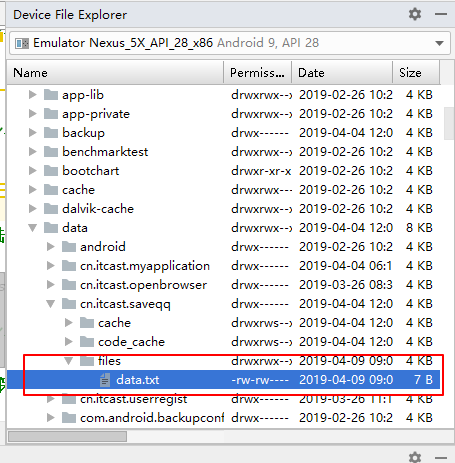 Device File Explorer
Emulator Nexus_5X_API_28_x86 Android 9, API 28
Name Permiss... Date Size
app-lib drwxrwx--x 2019-02-26 10:2 4 KB
app-private drwxrwx--x 2019-02-26 10:2 4 KB
backup drwx------ 2019-04-04 12:0 4 KB
benchmarktest drwxrwx--x 2019-02-26 10:2 4 KB
bootchart drwxr-xr-x 2019-02-26 10:2 4 KB
cache drwxrwx--- 2019-02-26 10:2 4 KB
dalvik-cache drwxrwx--x 2019-02-26 10:2 4 KB
data drwxrwx--x 2019-04-04 12:0 8 KB
android drwx------ 2019-02-26 10:2 4 KB
cn.itcast.myapplication drwx------ 2019-04-04 06:1 4 KB
cn.itcast.openbrowser drwx------ 2019-03-26 08:3 4 KB
cn.itcast.saveqq drwx------ 2019-04-04 12:0 4 KB
cache drwxrws--x 2019-04-04 12:0 4 KB
code_cache drwxrws--x 2019-04-04 12:0 4 KB
files drwxrwx--x 2019-04-09 09:0 4 KB
data.txt -rw-rw---- 2019-04-09 09:0 7 B
cn.itcast.userregist drwx------ 2019-03-26 11:1 4 KB
com.android.backupconf drwx------ 2019-04-04 12:0 4 KB